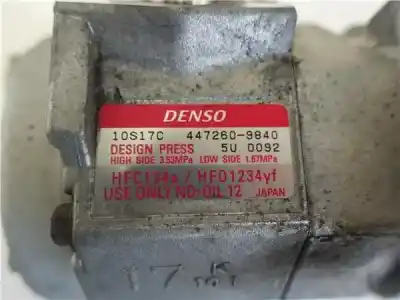 DENSO
10S17C 447260-9840
DESIGN PRESS 5U 0092
HIGH SIDE 3.53MPa LOW SIDE 1.67MPa
HFC134a / HFO1234yf
USE ONLY ND-OIL 12 JAPAN
17 K